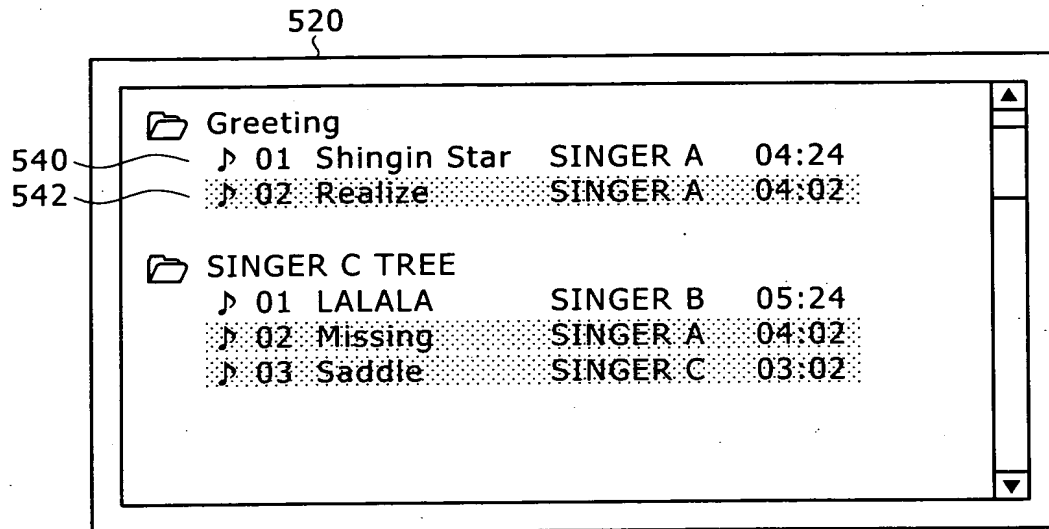 520
Greeting
540 ♪ 01 Shingin Star SINGER A 04:24
542 ♪ 02 Realize SINGER A 04:02
SINGER C TREE
♪ 01 LALALA SINGER B 05:24
♪ 02 Missing SINGER A 04:02
♪ 03 Saddle SINGER C 03:02